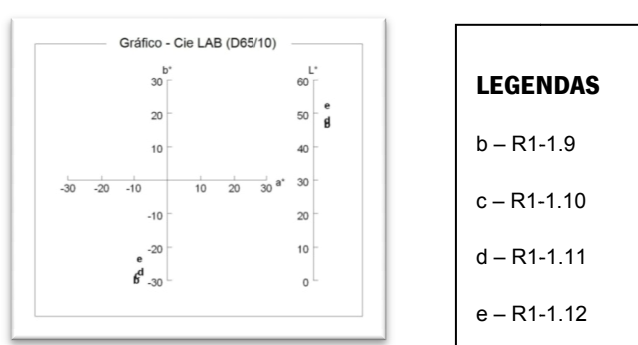 Gráfico - Cie LAB (D65/10)
b*
L*
30
60
20
50
10
40
-30 -20 -10 10 20 30 a*
30
-10
20
-20
10
-30
0
e
d
b
e
d
b
LEGENDAS
b – R1-1.9
c – R1-1.10
d – R1-1.11
e – R1-1.12